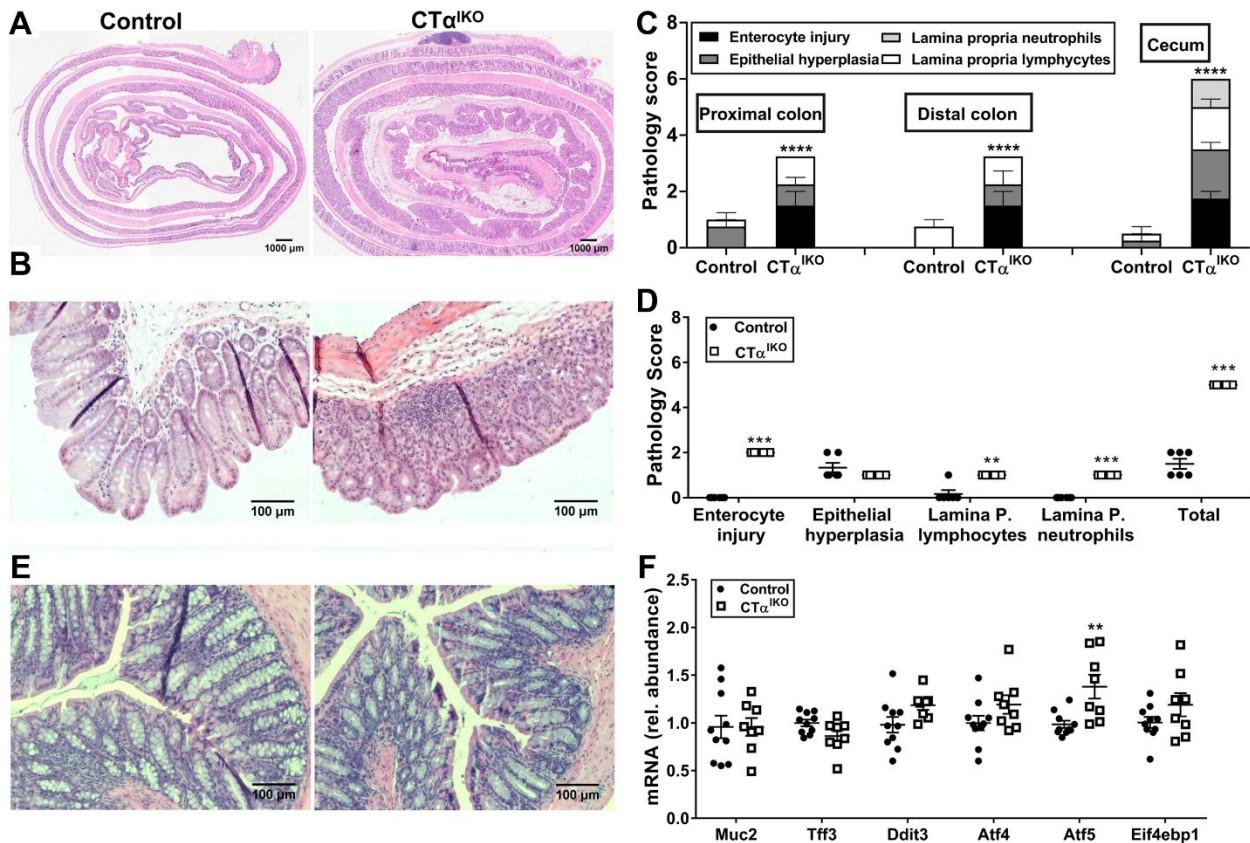 A
Control
CTα^IKO
1000 μm
1000 μm
B
100 μm
100 μm
C
Pathology score
8
6
4
2
0
Enterocyte injury
Epithelial hyperplasia
Lamina propria neutrophils
Lamina propria lymphycytes
Proximal colon
Distal colon
Cecum
****
****
****
Control
CTα^IKO
Control
CTα^IKO
Control
CTα^IKO
D
Pathology Score
8
6
4
2
0
Control
CTα^IKO
***
**
***
***
Enterocyte
injury
Epithelial
hyperplasia
Lamina P.
lymphocytes
Lamina P.
neutrophils
Total
E
100 μm
100 μm
F
mRNA (rel. abundance)
2.5
2.0
1.5
1.0
0.5
0.0
Control
CTα^IKO
**
Muc2
Tff3
Ddit3
Atf4
Atf5
Eif4ebp1